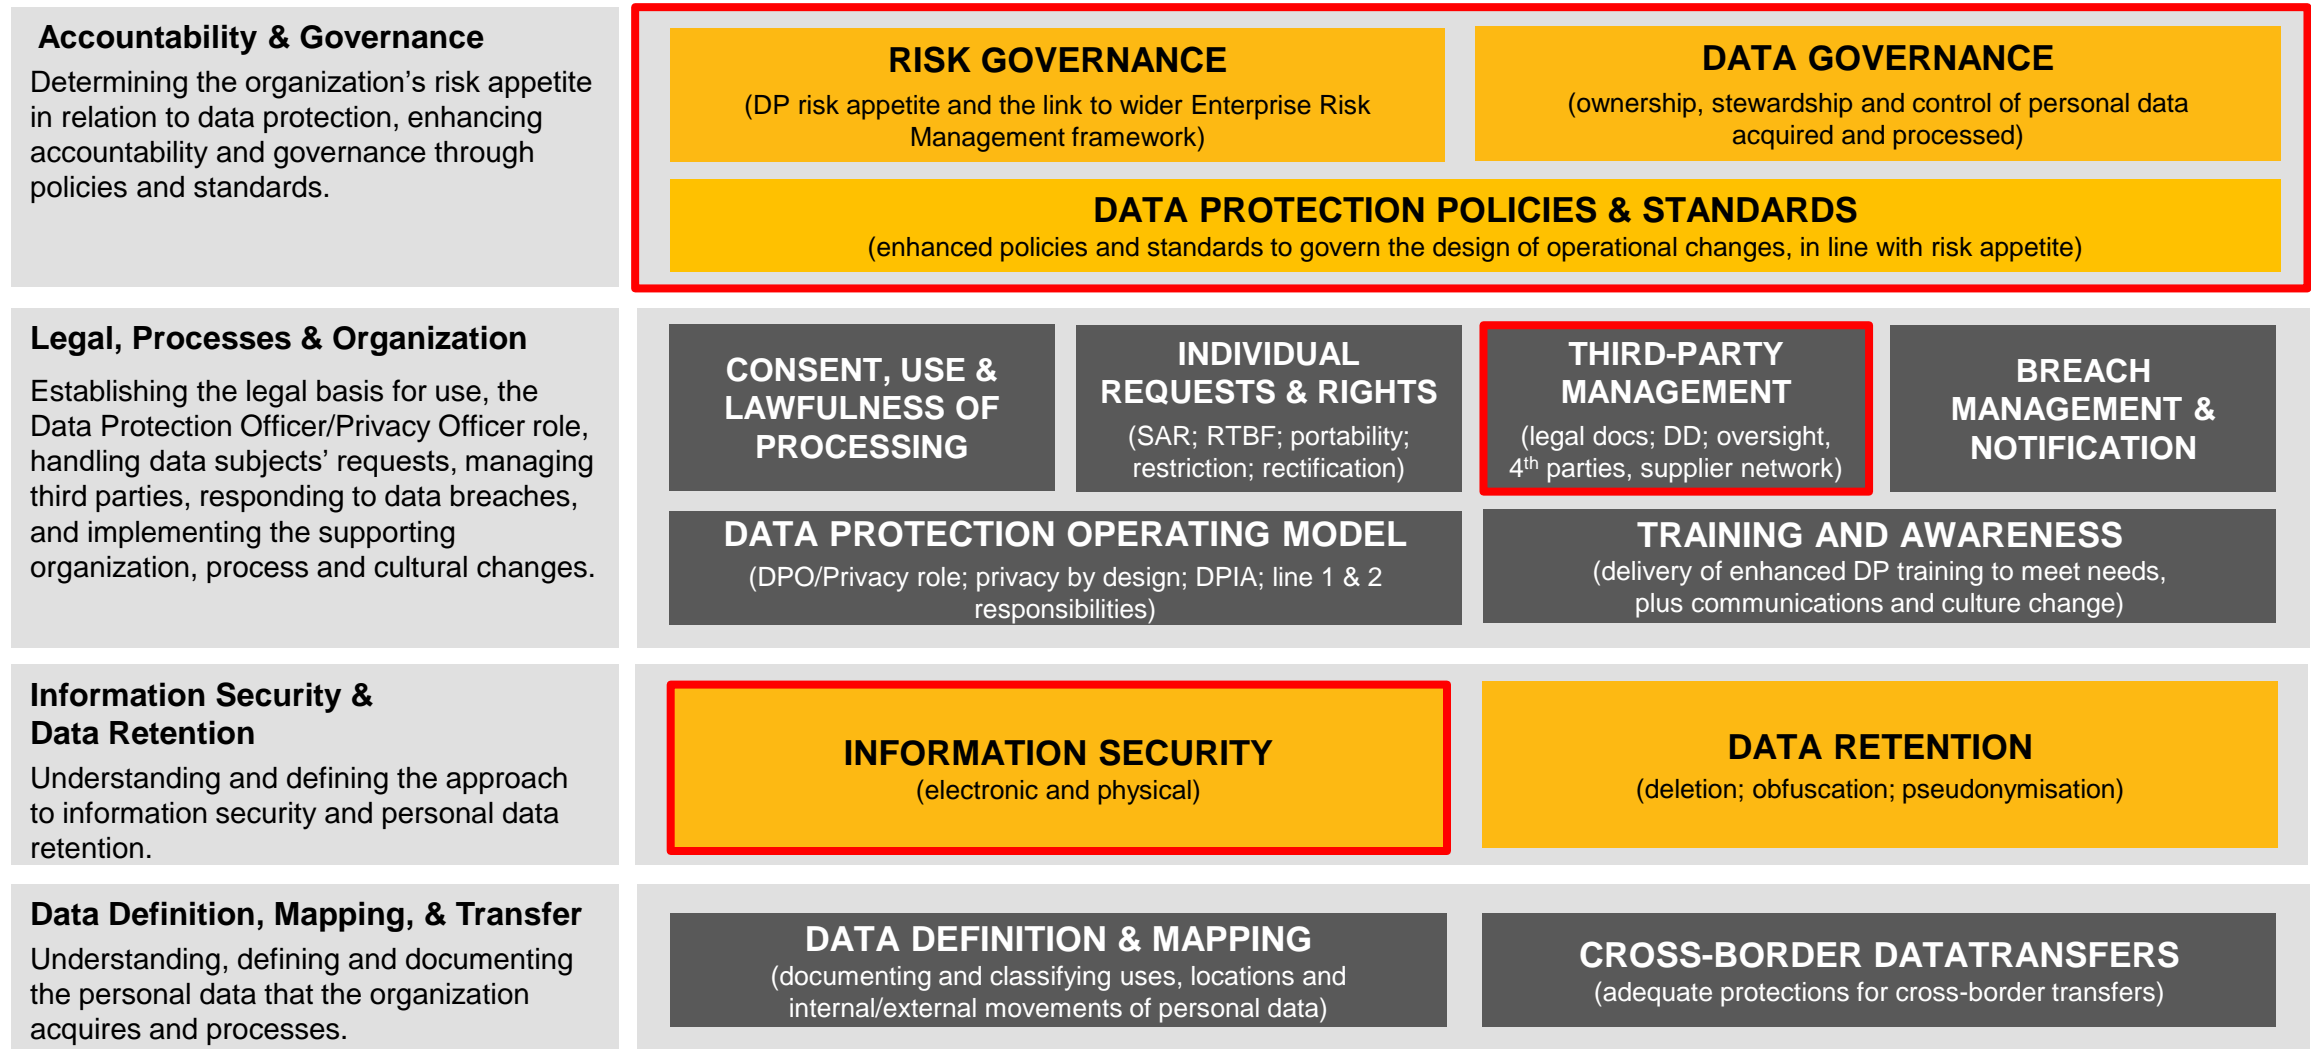 Accountability & Governance
Determining the organization's risk appetite
in relation to data protection, enhancing
accountability and governance through
policies and standards.
RISK GOVERNANCE
(DP risk appetite and the link to wider Enterprise Risk
Management framework)
DATA GOVERNANCE
(ownership, stewardship and control of personal data
acquired and processed)
DATA PROTECTION POLICIES & STANDARDS
(enhanced policies and standards to govern the design of operational changes, in line with risk appetite)
Legal, Processes & Organization
Establishing the legal basis for use, the
Data Protection Officer/Privacy Officer role,
handling data subjects' requests, managing
third parties, responding to data breaches,
and implementing the supporting
organization, process and cultural changes.
CONSENT, USE &
LAWFULNESS OF
PROCESSING
INDIVIDUAL
REQUESTS & RIGHTS
(SAR; RTBF; portability;
restriction; rectification)
THIRD-PARTY
MANAGEMENT
(legal docs; DD; oversight,
4th parties, supplier network)
BREACH
MANAGEMENT &
NOTIFICATION
DATA PROTECTION OPERATING MODEL
(DPO/Privacy role; privacy by design; DPIA; line 1 & 2
responsibilities)
TRAINING AND AWARENESS
(delivery of enhanced DP training to meet needs,
plus communications and culture change)
Information Security &
Data Retention
Understanding and defining the approach
to information security and personal data
retention.
INFORMATION SECURITY
(electronic and physical)
DATA RETENTION
(deletion; obfuscation; pseudonymisation)
Data Definition, Mapping, & Transfer
Understanding, defining and documenting
the personal data that the organization
acquires and processes.
DATA DEFINITION & MAPPING
(documenting and classifying uses, locations and
internal/external movements of personal data)
CROSS-BORDER DATATRANSFERS
(adequate protections for cross-border transfers)